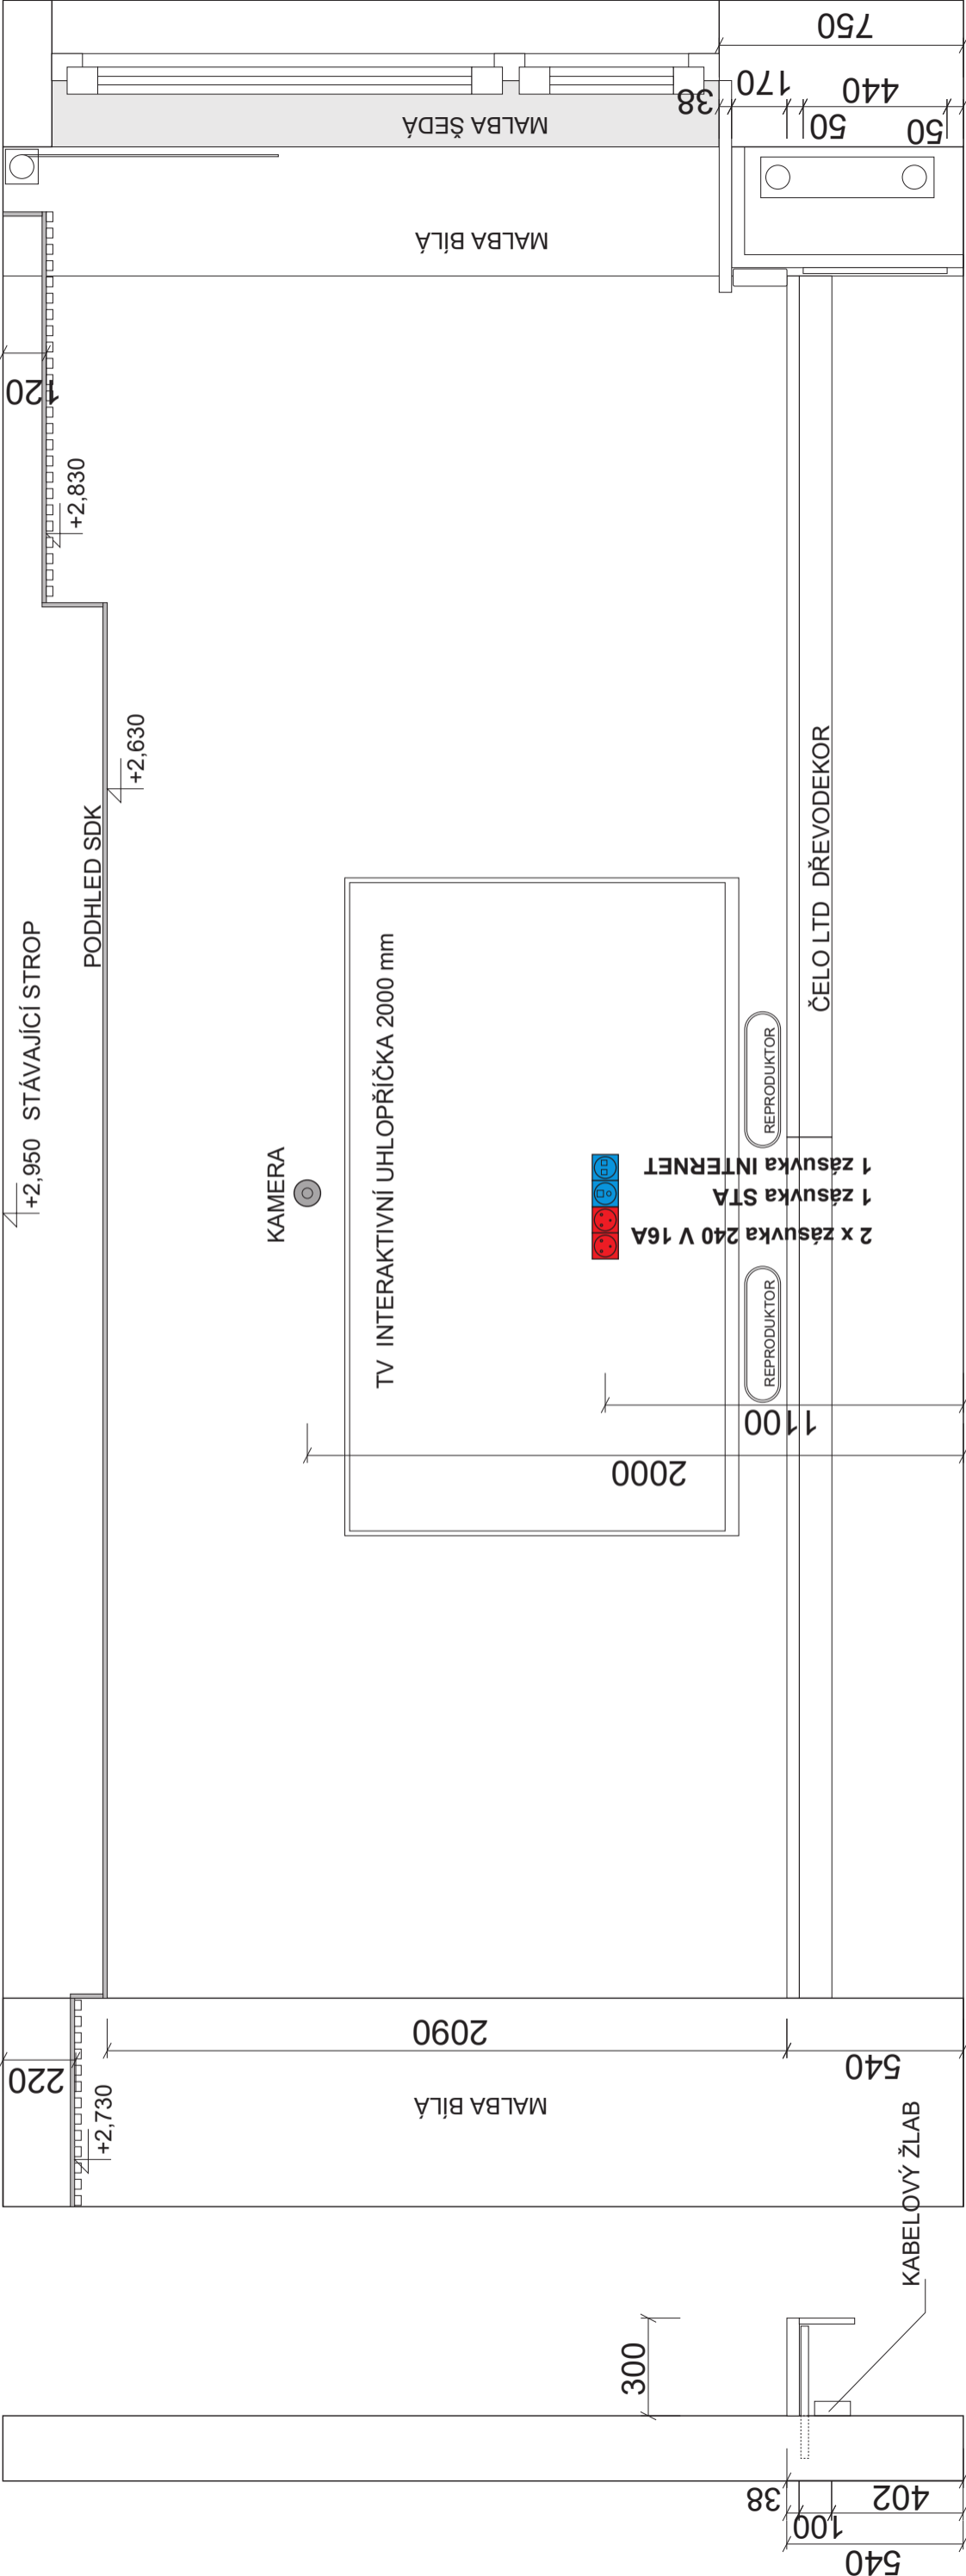 750
38
170
440
50
50
MALBA ŠEDÁ
MALBA BÍLÁ
120
+2,830
+2,630
PODHLED SDK
+2,950 STÁVAJÍCÍ STROP
KAMERA
TV INTERAKTIVNÍ UHLOPŘÍČKA 2000 mm
ČELO LTD DŘEVODEKOR
REPRODUKTOR
1 zásuvka INTERNET
1 zásuvka STA
2 x zásuvka 240 V 16A
REPRODUKTOR
1100
2000
2090
540
220
+2,730
MALBA BÍLÁ
KABELOVÝ ŽLAB
300
38
100
402
540